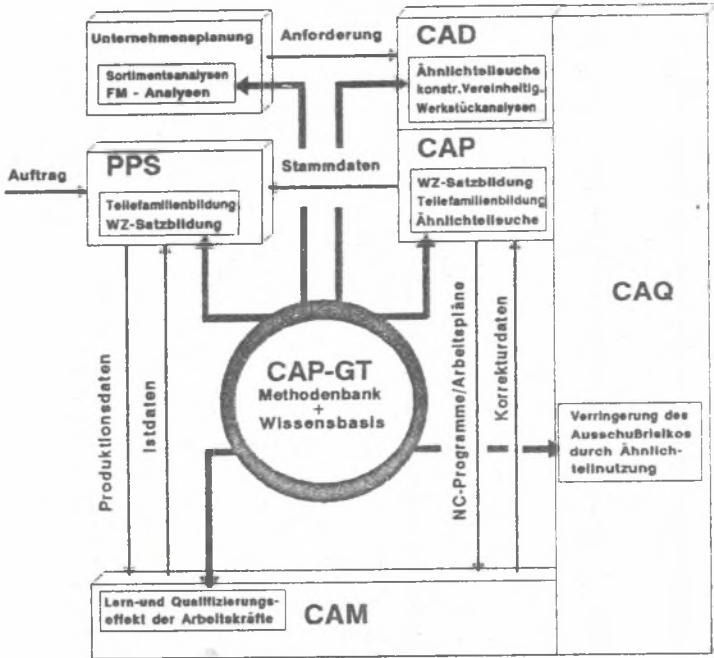 Unternehmensplanung
Sortimentsanalysen
FM - Analysen
Anforderung
CAD
Ähnlichteilsuche
konstr.Vereinheitig.
Werkstückanalysen
Auftrag
PPS
Teilefamilienbildung
WZ-Satzbildung
Stammdaten
CAP
WZ-Satzbildung
Teilefamilienbildung
Ähnlichteilsuche
CAQ
Verringerung des
Ausschußrisikos
durch Ähnlich-
teilnutzung
CAP-GT
Methodenbank
+
Wissensbasis
Produktionsdaten
Istdaten
NC-Programme/Arbeitspläne
Korrekturdaten
Lern-und Qualifizierungs-
effekt der Arbeitskräfte
CAM